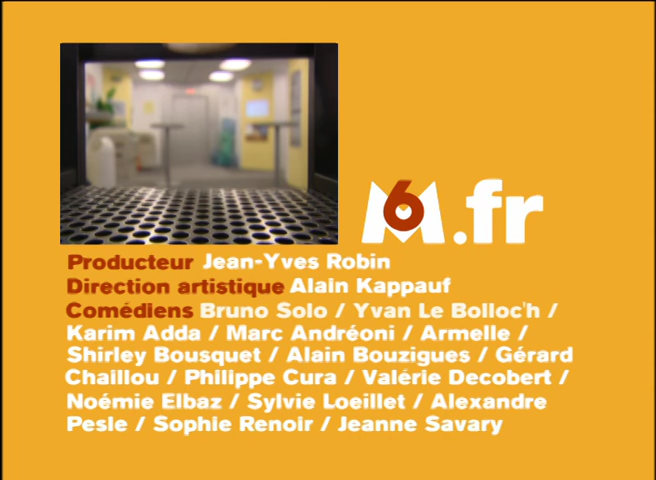 M6.fr
Producteur Jean-Yves Robin
Direction artistique Alain Kappauf
Comédiens Bruno Solo / Yvan Le Bolloc'h /
Karim Adda / Marc Andréoni / Armelle /
Shirley Bousquet / Alain Bouzigues / Gérard
Chaillou / Philippe Cura / Valérie Decobert /
Noémie Elbaz / Sylvie Loeillet / Alexandre
Pesle / Sophie Renoir / Jeanne Savary